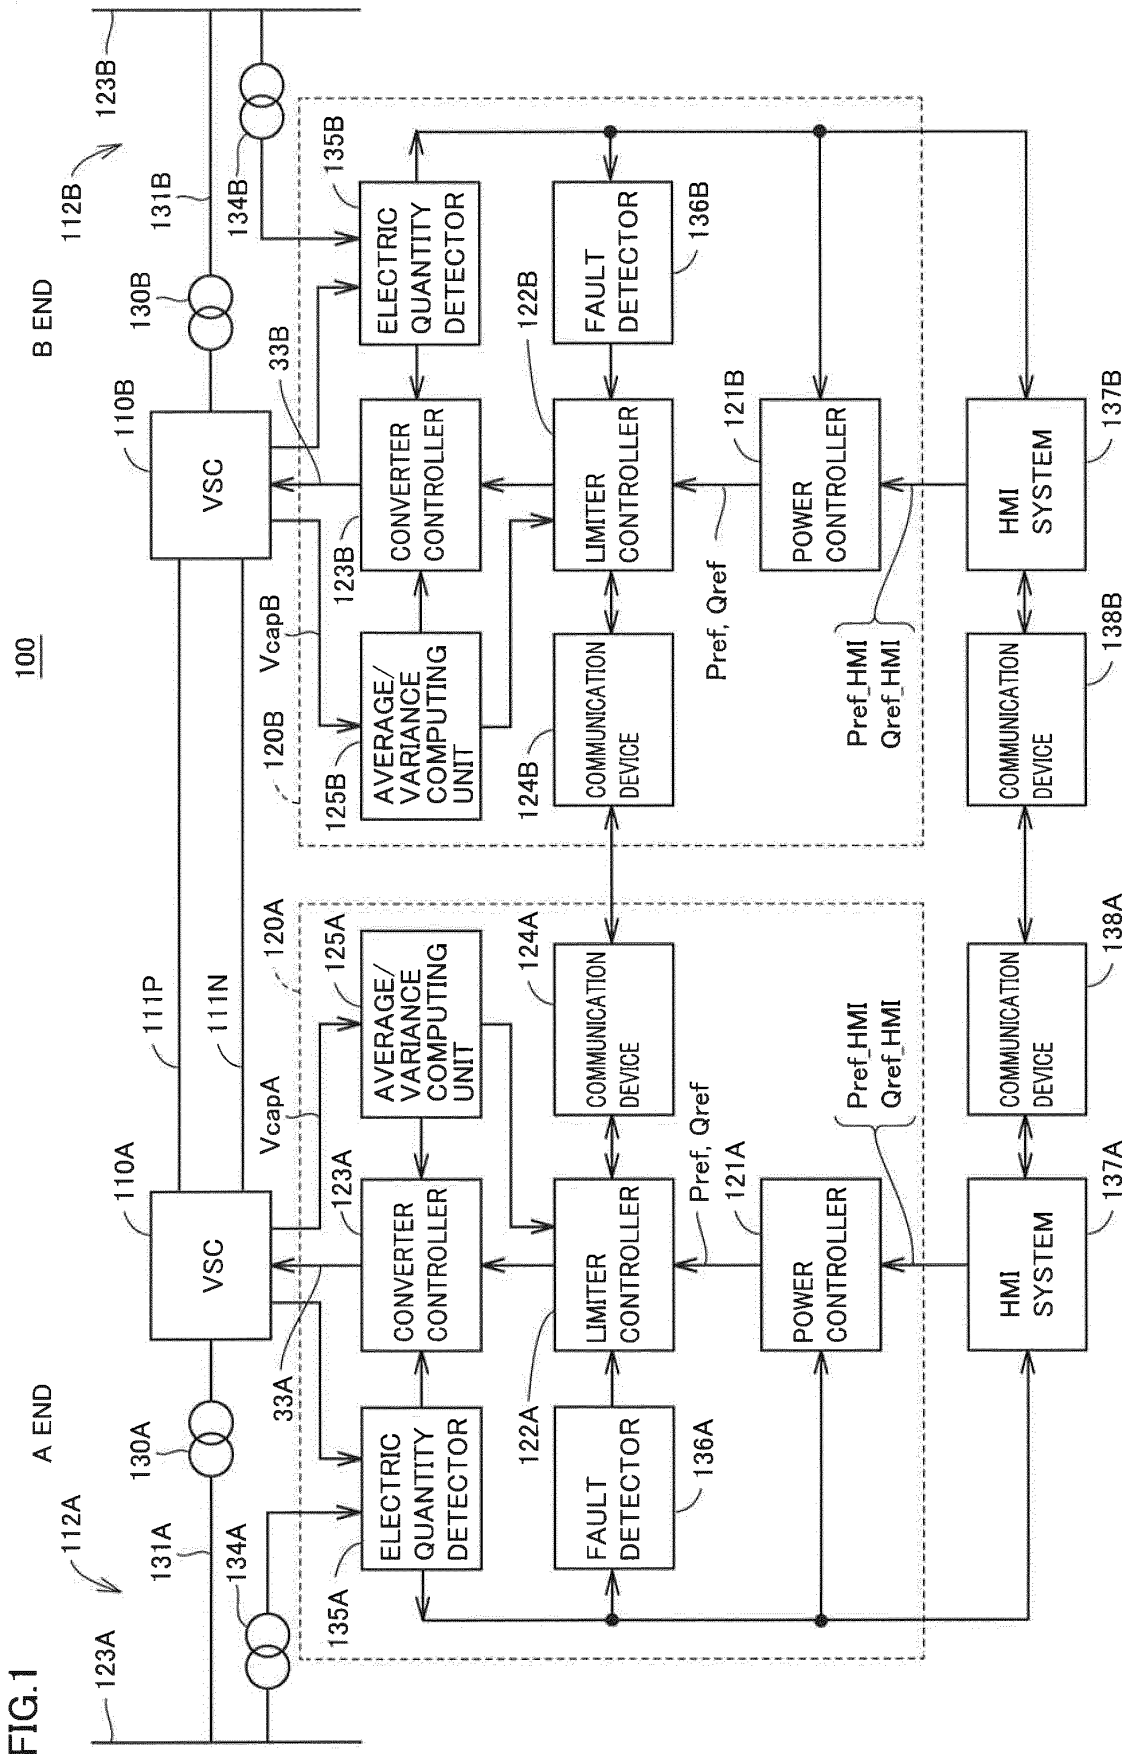 FIG.1
100
A END
B END
112A
112B
123A
131A
130A
110A
111P
110B
130B
131B
123B
134A
VSC
111N
VSC
134B
33A
VcapA
120A
120B
VcapB
33B
135A
ELECTRIC
QUANTITY
DETECTOR
CONVERTER
CONTROLLER
123A
AVERAGE/
VARIANCE
COMPUTING
UNIT
125A
125B
AVERAGE/
VARIANCE
COMPUTING
UNIT
123B
CONVERTER
CONTROLLER
ELECTRIC
QUANTITY
DETECTOR
135B
122A
124A
124B
122B
FAULT
DETECTOR
LIMITER
CONTROLLER
COMMUNICATION
DEVICE
COMMUNICATION
DEVICE
LIMITER
CONTROLLER
FAULT
DETECTOR
136A
Pref, Qref
Pref, Qref
136B
121A
121B
POWER
CONTROLLER
POWER
CONTROLLER
Pref_HMI
Qref_HMI
Pref_HMI
Qref_HMI
HMI
SYSTEM
COMMUNICATION
DEVICE
COMMUNICATION
DEVICE
HMI
SYSTEM
137A
138A
138B
137B